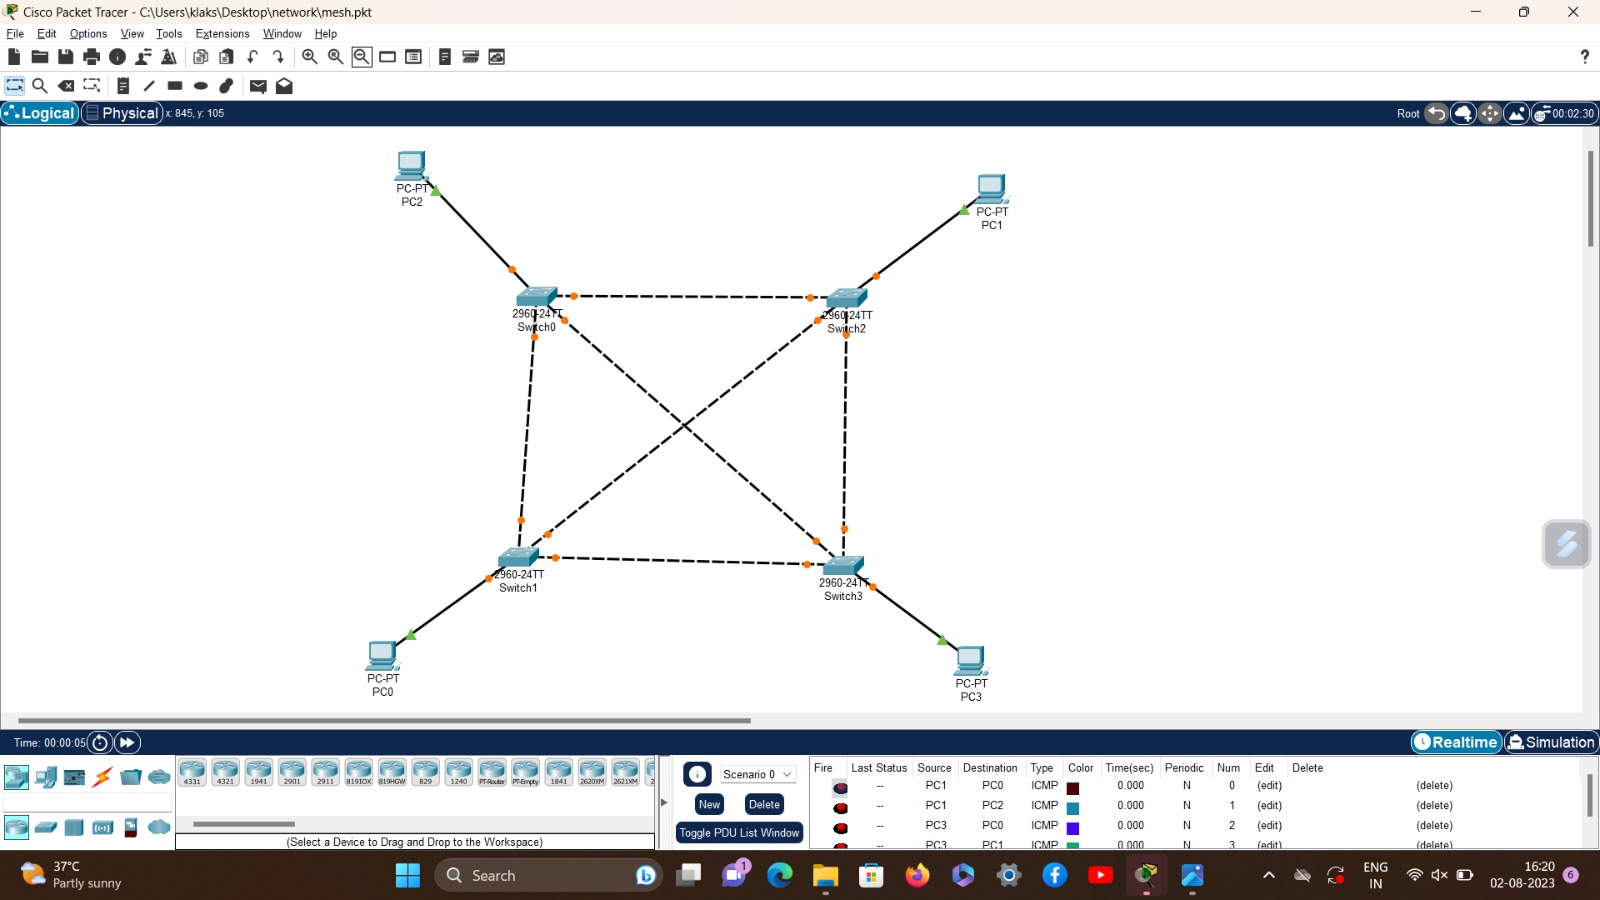 Cisco Packet Tracer - C:\Users\klaks\Desktop\network\mesh.pkt
File Edit Options View Tools Extensions Window Help
?
Logical Physical x: 845, y: 105 Root 00:02:30
PC-PT
PC2
PC-PT
PC1
2960-24TT
Switch0
2960-24TT
Switch2
2960-24TT
Switch1
2960-24TT
Switch3
PC-PT
PC0
PC-PT
PC3
Time: 00:00:05 Realtime Simulation
4331 4321 1941 2901 2911 819IOX 819HGW 829 1240 PT-Router PT-Empty 1841 2620XM 2621XM 2
(Select a Device to Drag and Drop to the Workspace)
Scenario 0
New Delete
Toggle PDU List Window
Fire Last Status Source Destination Type Color Time(sec) Periodic Num Edit Delete
-- PC1 PC0 ICMP 0.000 N 0 (edit) (delete)
-- PC1 PC2 ICMP 0.000 N 1 (edit) (delete)
-- PC3 PC0 ICMP 0.000 N 2 (edit) (delete)
-- PC3 PC1 ICMP 0.000 N 3 (edit) (delete)
37°C
Partly sunny
Search
1
ENG
IN
16:20
02-08-2023
6